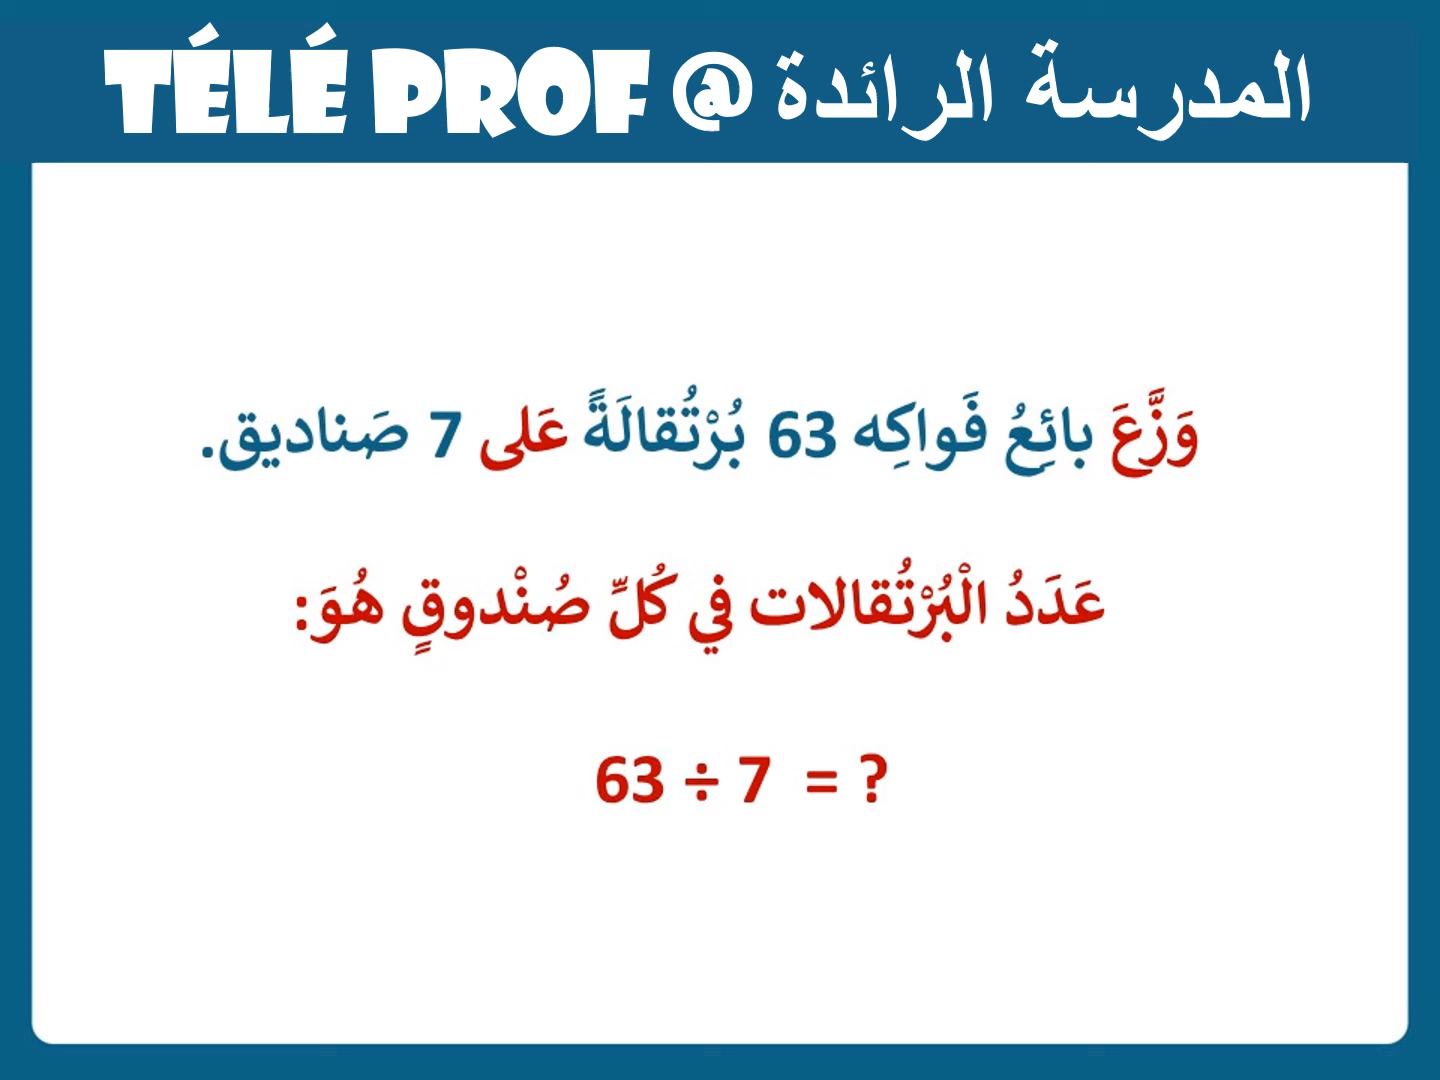 TÉLÉ PROF @ المدرسة الرائدة
وَزَّعَ بائِعُ فَواكِه 63 بُرْتُقالَةً عَلى 7 صَناديق.
عَدَدُ الْبُرْتُقالات في كُلِّ صُنْدوقٍ هُوَ:
63 ÷ 7 = ?